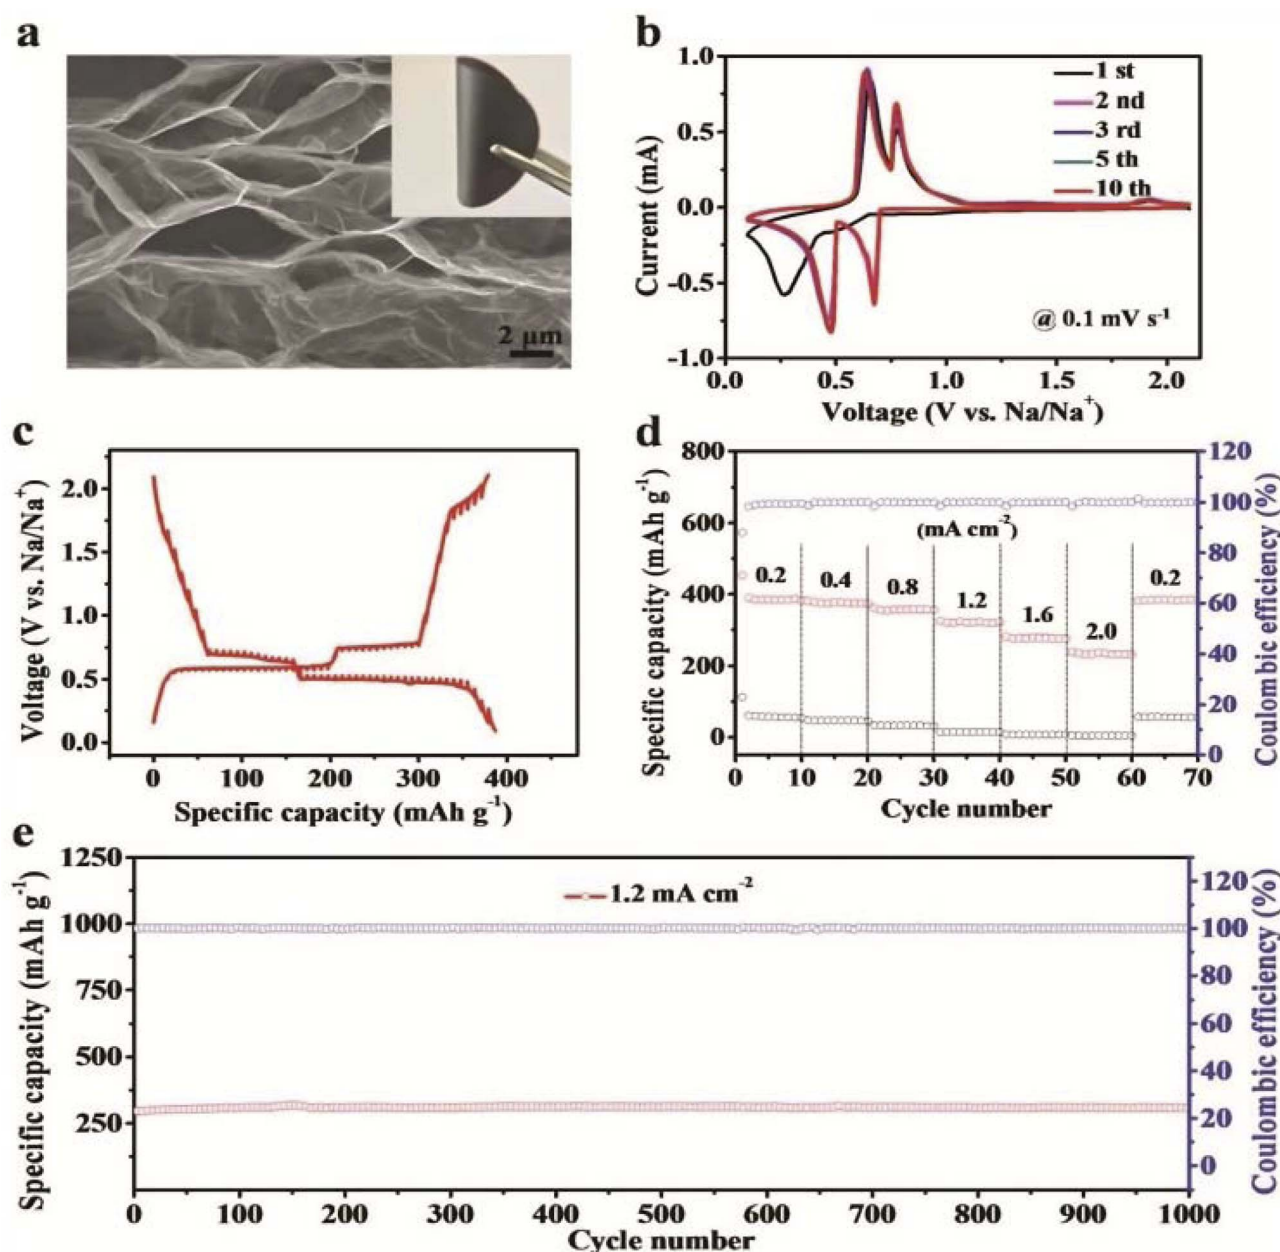 a
2 μm
b
1.0
0.5
0.0
-0.5
-1.0
Current (mA)
1 st
2 nd
3 rd
5 th
10 th
@ 0.1 mV s⁻¹
0.0 0.5 1.0 1.5 2.0
Voltage (V vs. Na/Na⁺)
c
2.0
1.5
1.0
0.5
0.0
Voltage (V vs. Na/Na⁺)
0 100 200 300 400
Specific capacity (mAh g⁻¹)
d
800
600
400
200
0
Specific capacity (mAh g⁻¹)
(mA cm⁻²)
0.2 0.4 0.8 1.2 1.6 2.0 0.2
120
100
80
60
40
20
0
Coulombic efficiency (%)
0 10 20 30 40 50 60 70
Cycle number
e
1250
1000
750
500
250
Specific capacity (mAh g⁻¹)
1.2 mA cm⁻²
120
100
80
60
40
20
0
Coulombic efficiency (%)
0 100 200 300 400 500 600 700 800 900 1000
Cycle number